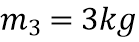 m₃ = 3kg